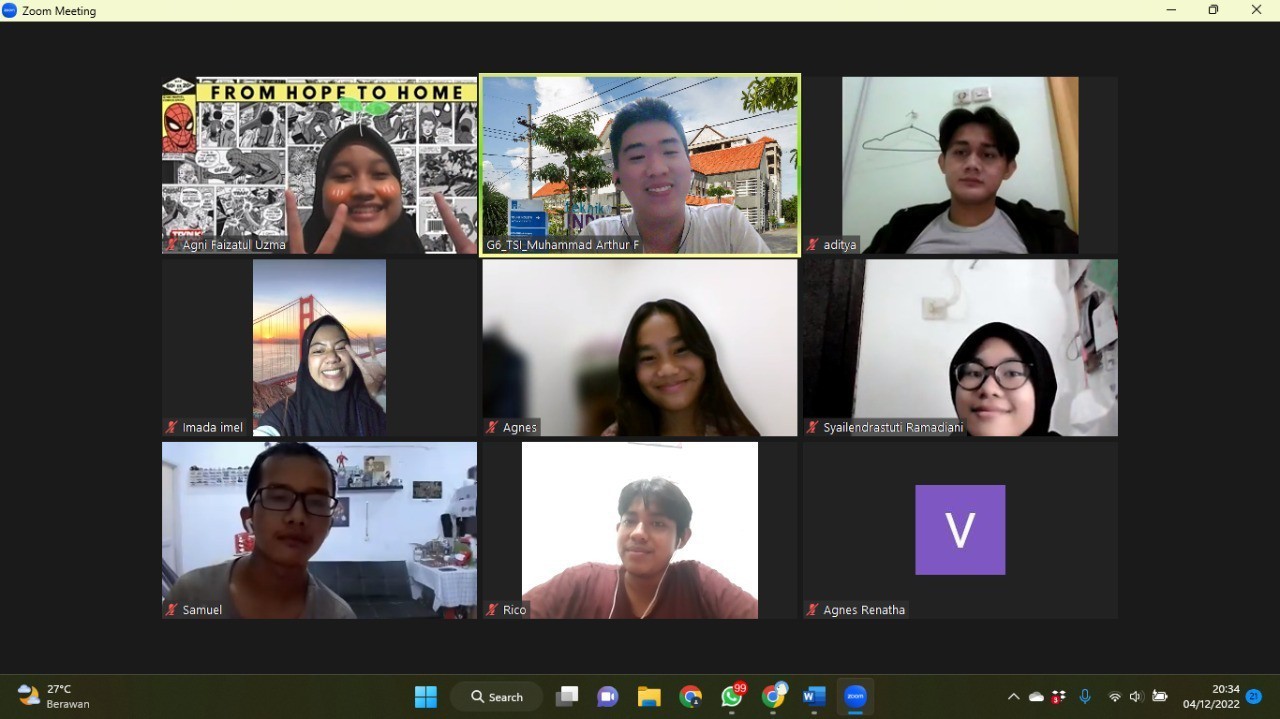 Zoom Meeting
FROM HOPE TO HOME
Agni Faizatul Uzma
G6_TSI_Muhammad Arthur F
aditya
Imada imel
Agnes
Syailendrastuti Ramadiani
Samuel
Rico
V
Agnes Renatha
27°C
Berawan
Search
99
zoom
20:34
04/12/2022
21